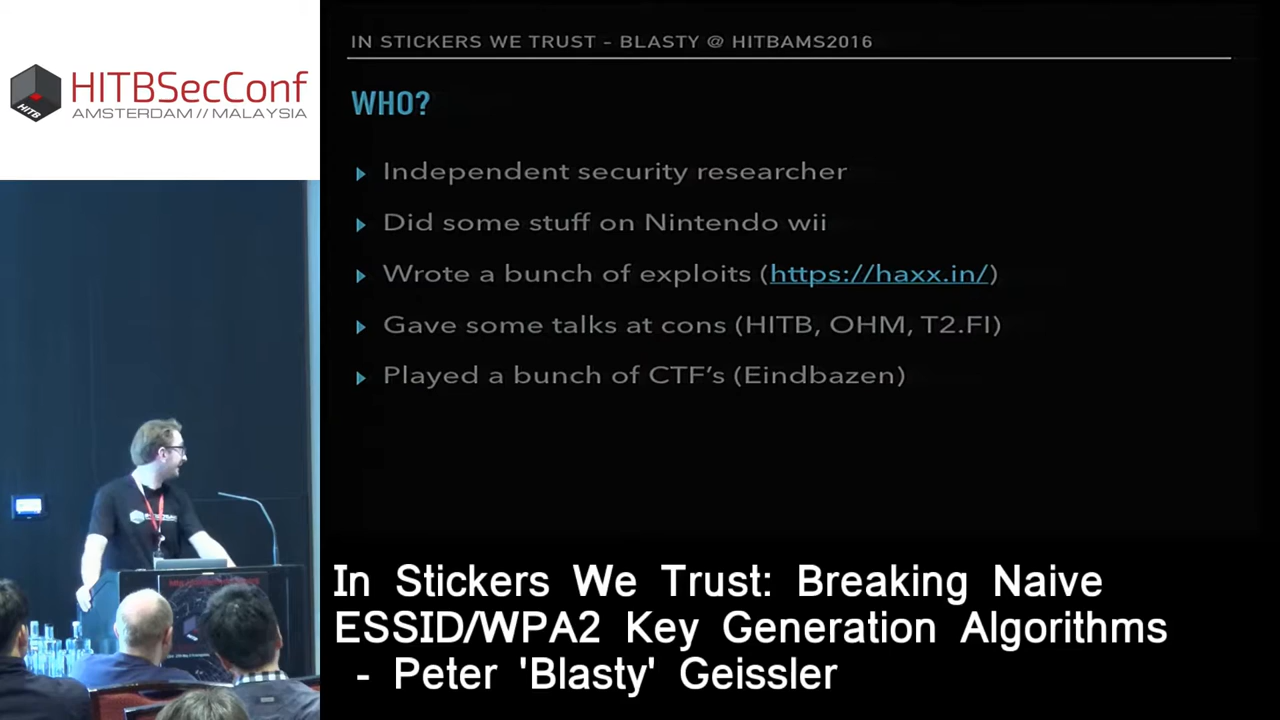 HITBSecConf
AMSTERDAM // MALAYSIA
HITB
IN STICKERS WE TRUST - BLASTY @ HITBAMS2016
WHO?
Independent security researcher
Did some stuff on Nintendo wii
Wrote a bunch of exploits (https://haxx.in/)
Gave some talks at cons (HITB, OHM, T2.FI)
Played a bunch of CTF's (Eindbazen)
In Stickers We Trust: Breaking Naive
ESSID/WPA2 Key Generation Algorithms
- Peter 'Blasty' Geissler